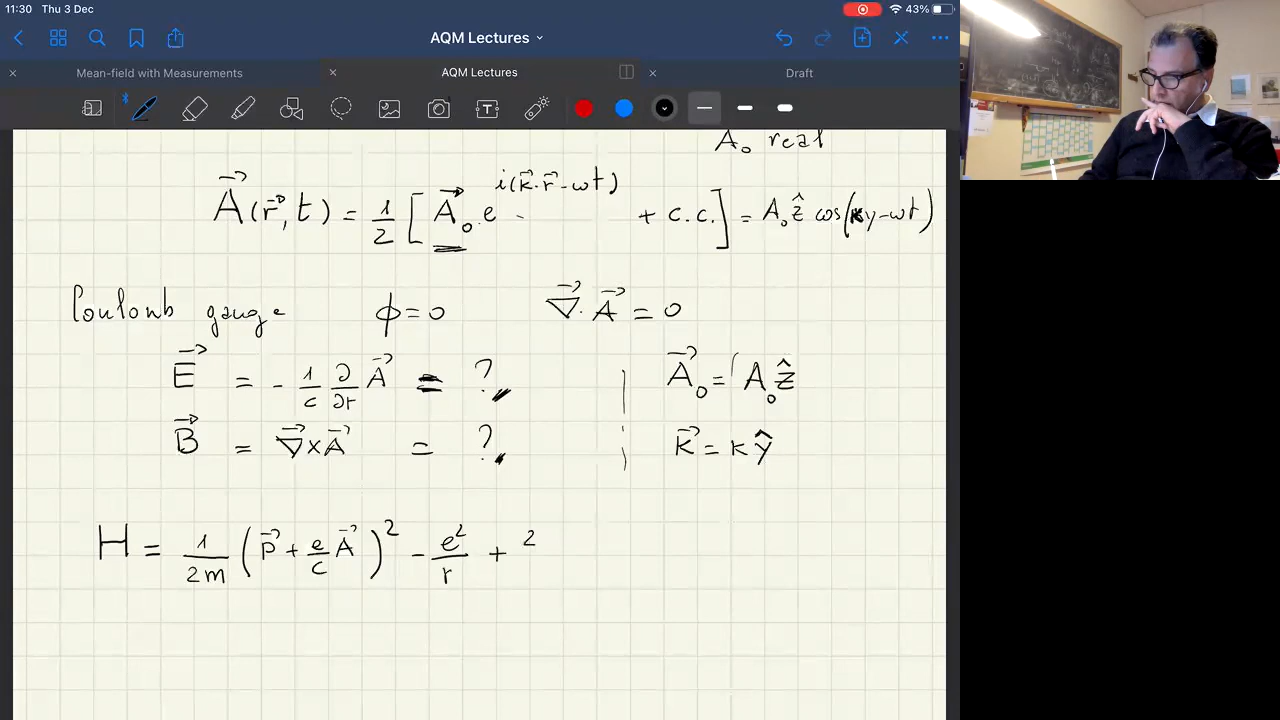 11:30 Thu 3 Dec 43%
AQM Lectures
Mean-field with Measurements AQM Lectures Draft
A₀ real
A⃗(r⃗, t) = 1/2 [A⃗₀ · e^{i(k⃗·r⃗-ωt)} + c.c.] = A₀ ẑ cos(ky-ωt)
Coulomb gauge ϕ = 0 ∇⃗·A⃗ = 0
E⃗ = - 1/c ∂/∂t A⃗ = ? A⃗₀ = A₀ ẑ
B⃗ = ∇⃗×A⃗ = ? K⃗ = k ŷ
H = 1/2m (p⃗ + e/c A⃗)² - e²/r + 2